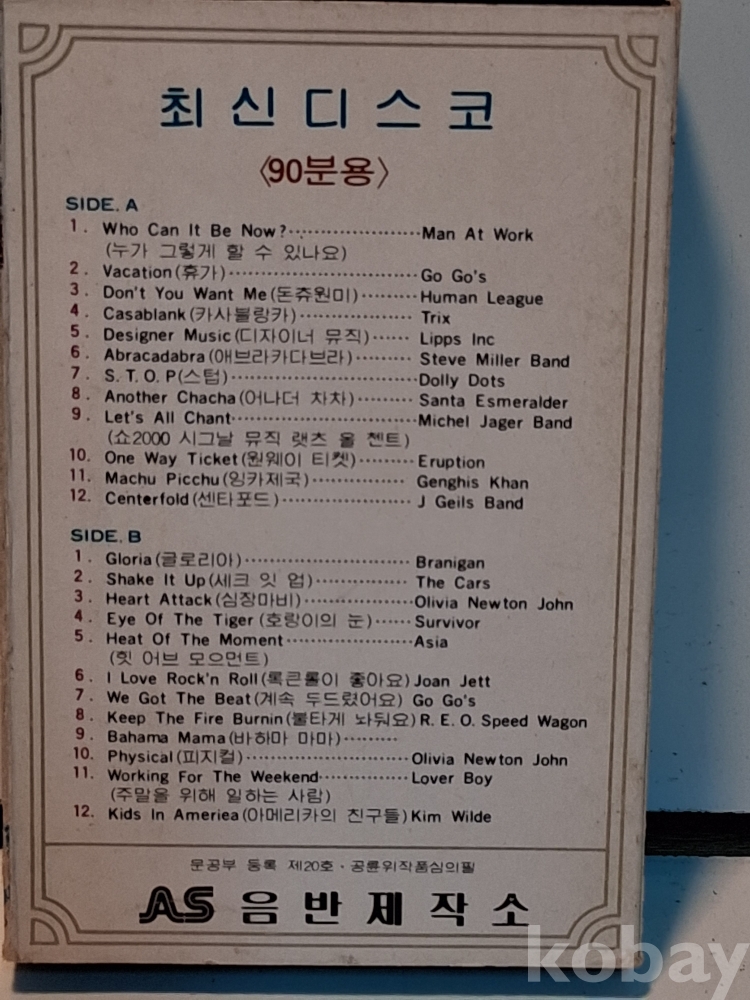 최신디스코
〈90분용〉
SIDE. A
1. Who Can It Be Now?····················Man At Work
(누가 그렇게 할 수 있나요)
2. Vacation(휴가)····························Go Go's
3. Don't You Want Me(돈츄원미)·········Human League
4. Casablank(카사블랑카)··················Trix
5. Designer Music(디자이너 뮤직)······Lipps Inc
6. Abracadabra(애브라카다브라)·········Steve Miller Band
7. S. T. O. P(스텁)····························Dolly Dots
8. Another Chacha(어나더 차차)·········Santa Esmeralder
9. Let's All Chant····························Michel Jager Band
(쇼2000 시그날 뮤직 랫츠 올 첸트)
10. One Way Ticket(원웨이 티켓)·········Eruption
11. Machu Picchu(잉카제국)···············Genghis Khan
12. Centerfold(센타포드)···················J Geils Band
SIDE. B
1. Gloria(글로리아)·························Branigan
2. Shake It Up(세크 잇 업)···············The Cars
3. Heart Attack(심장마비)·················Olivia Newton John
4. Eye Of The Tiger(호랑이의 눈)······Survivor
5. Heat Of The Moment···················Asia
(힛 어브 모으먼트)
6. I Love Rock'n Roll(록큰롤이 좋아요)Joan Jett
7. We Got The Beat(계속 두드렸어요) Go Go's
8. Keep The Fire Burnin(불타게 놔둬요)R. E. O. Speed Wagon
9. Bahama Mama(바하마 마마)·········
10. Physical(피지컬)·························Olivia Newton John
11. Working For The Weekend··············Lover Boy
(주말을 위해 일하는 사람)
12. Kids In Ameriea(아메리카의 친구들)Kim Wilde
문공부 등록 제20호·공륜위작품심의필
AS 음반제작소
kobay